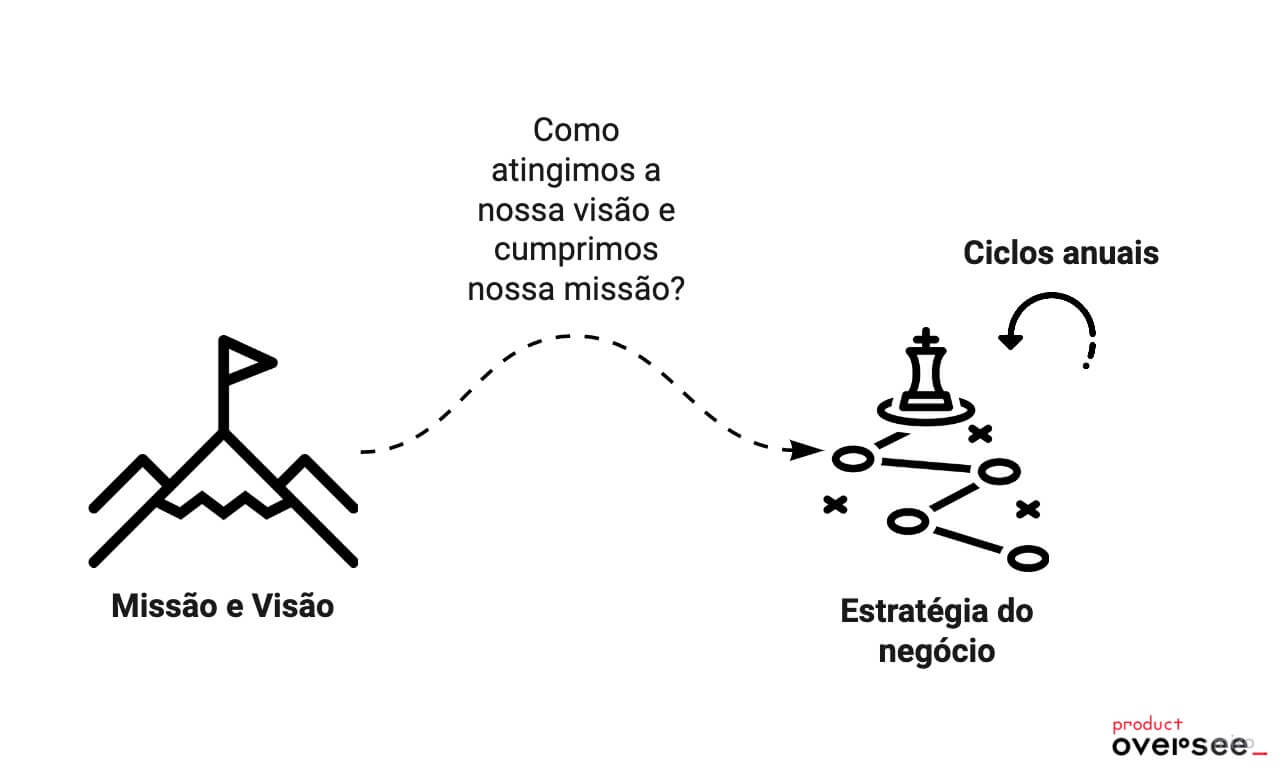 Como
atingimos a
nossa visão e
cumprimos
nossa missão?
Ciclos anuais
Missão e Visão
Estratégia do
negócio
product
oversee_